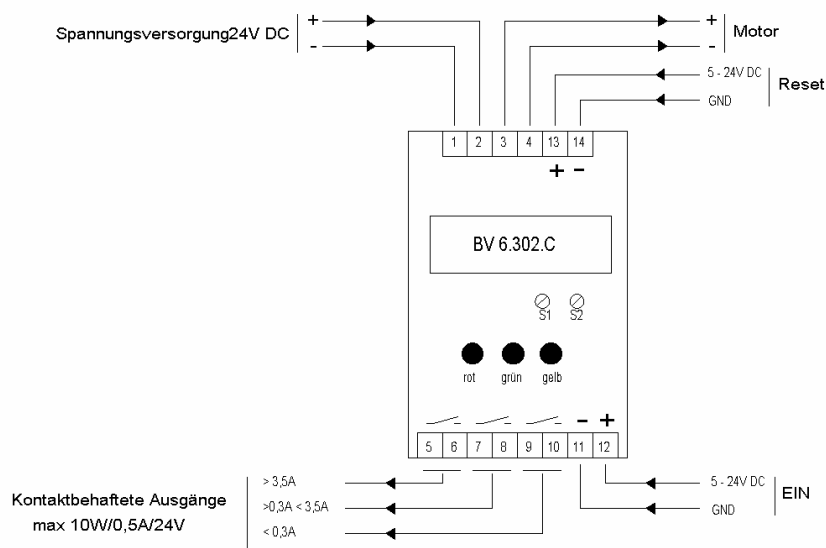 Spannungsversorgung24V DC
+
-
+
-
Motor
5 - 24V DC
GND
Reset
1 2 3 4 13 14
+ -
BV 6.302.C
S1 S2
rot grün gelb
- +
5 6 7 8 9 10 11 12
Kontaktbehaftete Ausgänge
max 10W/0,5A/24V
> 3,5A
>0,3A < 3,5A
< 0,3A
5 - 24V DC
GND
EIN